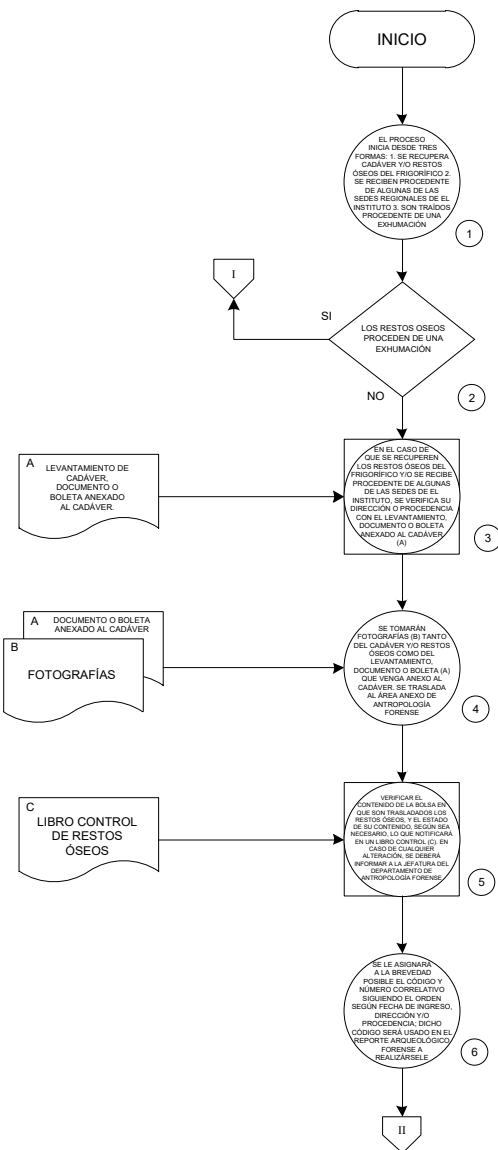 INICIO
EL PROCESO
INICIA DESDE TRES
FORMAS: 1. SE RECUPERA
CADÁVER Y/O RESTOS
ÓSEOS DEL FRIGORÍFICO 2.
SE RECIBEN PROCEDENTE
DE ALGUNAS DE LAS
SEDES REGIONALES DE EL
INSTITUTO 3. SON TRAÍDOS
PROCEDENTE DE UNA
EXHUMACIÓN
1
I
SI
LOS RESTOS OSEOS
PROCEDEN DE UNA
EXHUMACIÓN
NO
2
A
LEVANTAMIENTO DE
CADÁVER,
DOCUMENTO O
BOLETA ANEXADO
AL CADÁVER.
EN EL CASO DE
QUE SE RECUPEREN
LOS RESTOS ÓSEOS DEL
FRIGORÍFICO Y/O SE RECIBE
PROCEDENTE DE ALGUNAS
DE LAS SEDES DE EL
INSTITUTO, SE VERIFICA SU
DIRECCIÓN O PROCEDENCIA
CON EL LEVANTAMIENTO,
DOCUMENTO O BOLETA
ANEXADO AL CADÁVER
(A)
3
A
DOCUMENTO O BOLETA
ANEXADO AL CADÁVER
B
FOTOGRAFÍAS
SE TOMARÁN
FOTOGRAFÍAS (B) TANTO
DEL CADÁVER Y/O RESTOS
ÓSEOS COMO DEL
LEVANTAMIENTO,
DOCUMENTO O BOLETA (A)
QUE VENGA ANEXO AL
CADÁVER. SE TRASLADA
AL ÁREA ANEXO DE
ANTROPOLOGÍA
FORENSE
4
C
LIBRO CONTROL
DE RESTOS
ÓSEOS
VERIFICAR EL
CONTENIDO DE LA BOLSA EN
QUE SON TRASLADADOS LOS
RESTOS ÓSEOS, Y EL ESTADO
DE SU CONTENIDO, SEGÚN SEA
NECESARIO, LO QUE NOTIFICARÁ
EN UN LIBRO CONTROL (C). EN
CASO DE CUALQUIER
ALTERACIÓN, SE DEBERÁ
INFORMAR A LA JEFATURA DEL
DEPARTAMENTO DE
ANTROPOLOGÍA FORENSE
5
SE LE ASIGNARA
A LA BREVEDAD
POSIBLE EL CÓDIGO Y
NÚMERO CORRELATIVO
SIGUIENDO EL ORDEN
SEGÚN FECHA DE INGRESO,
DIRECCIÓN Y/O
PROCEDENCIA; DICHO
CÓDIGO SERÁ USADO EN EL
REPORTE ARQUEOLÓGICO
FORENSE A
REALIZÁRSELE
6
II